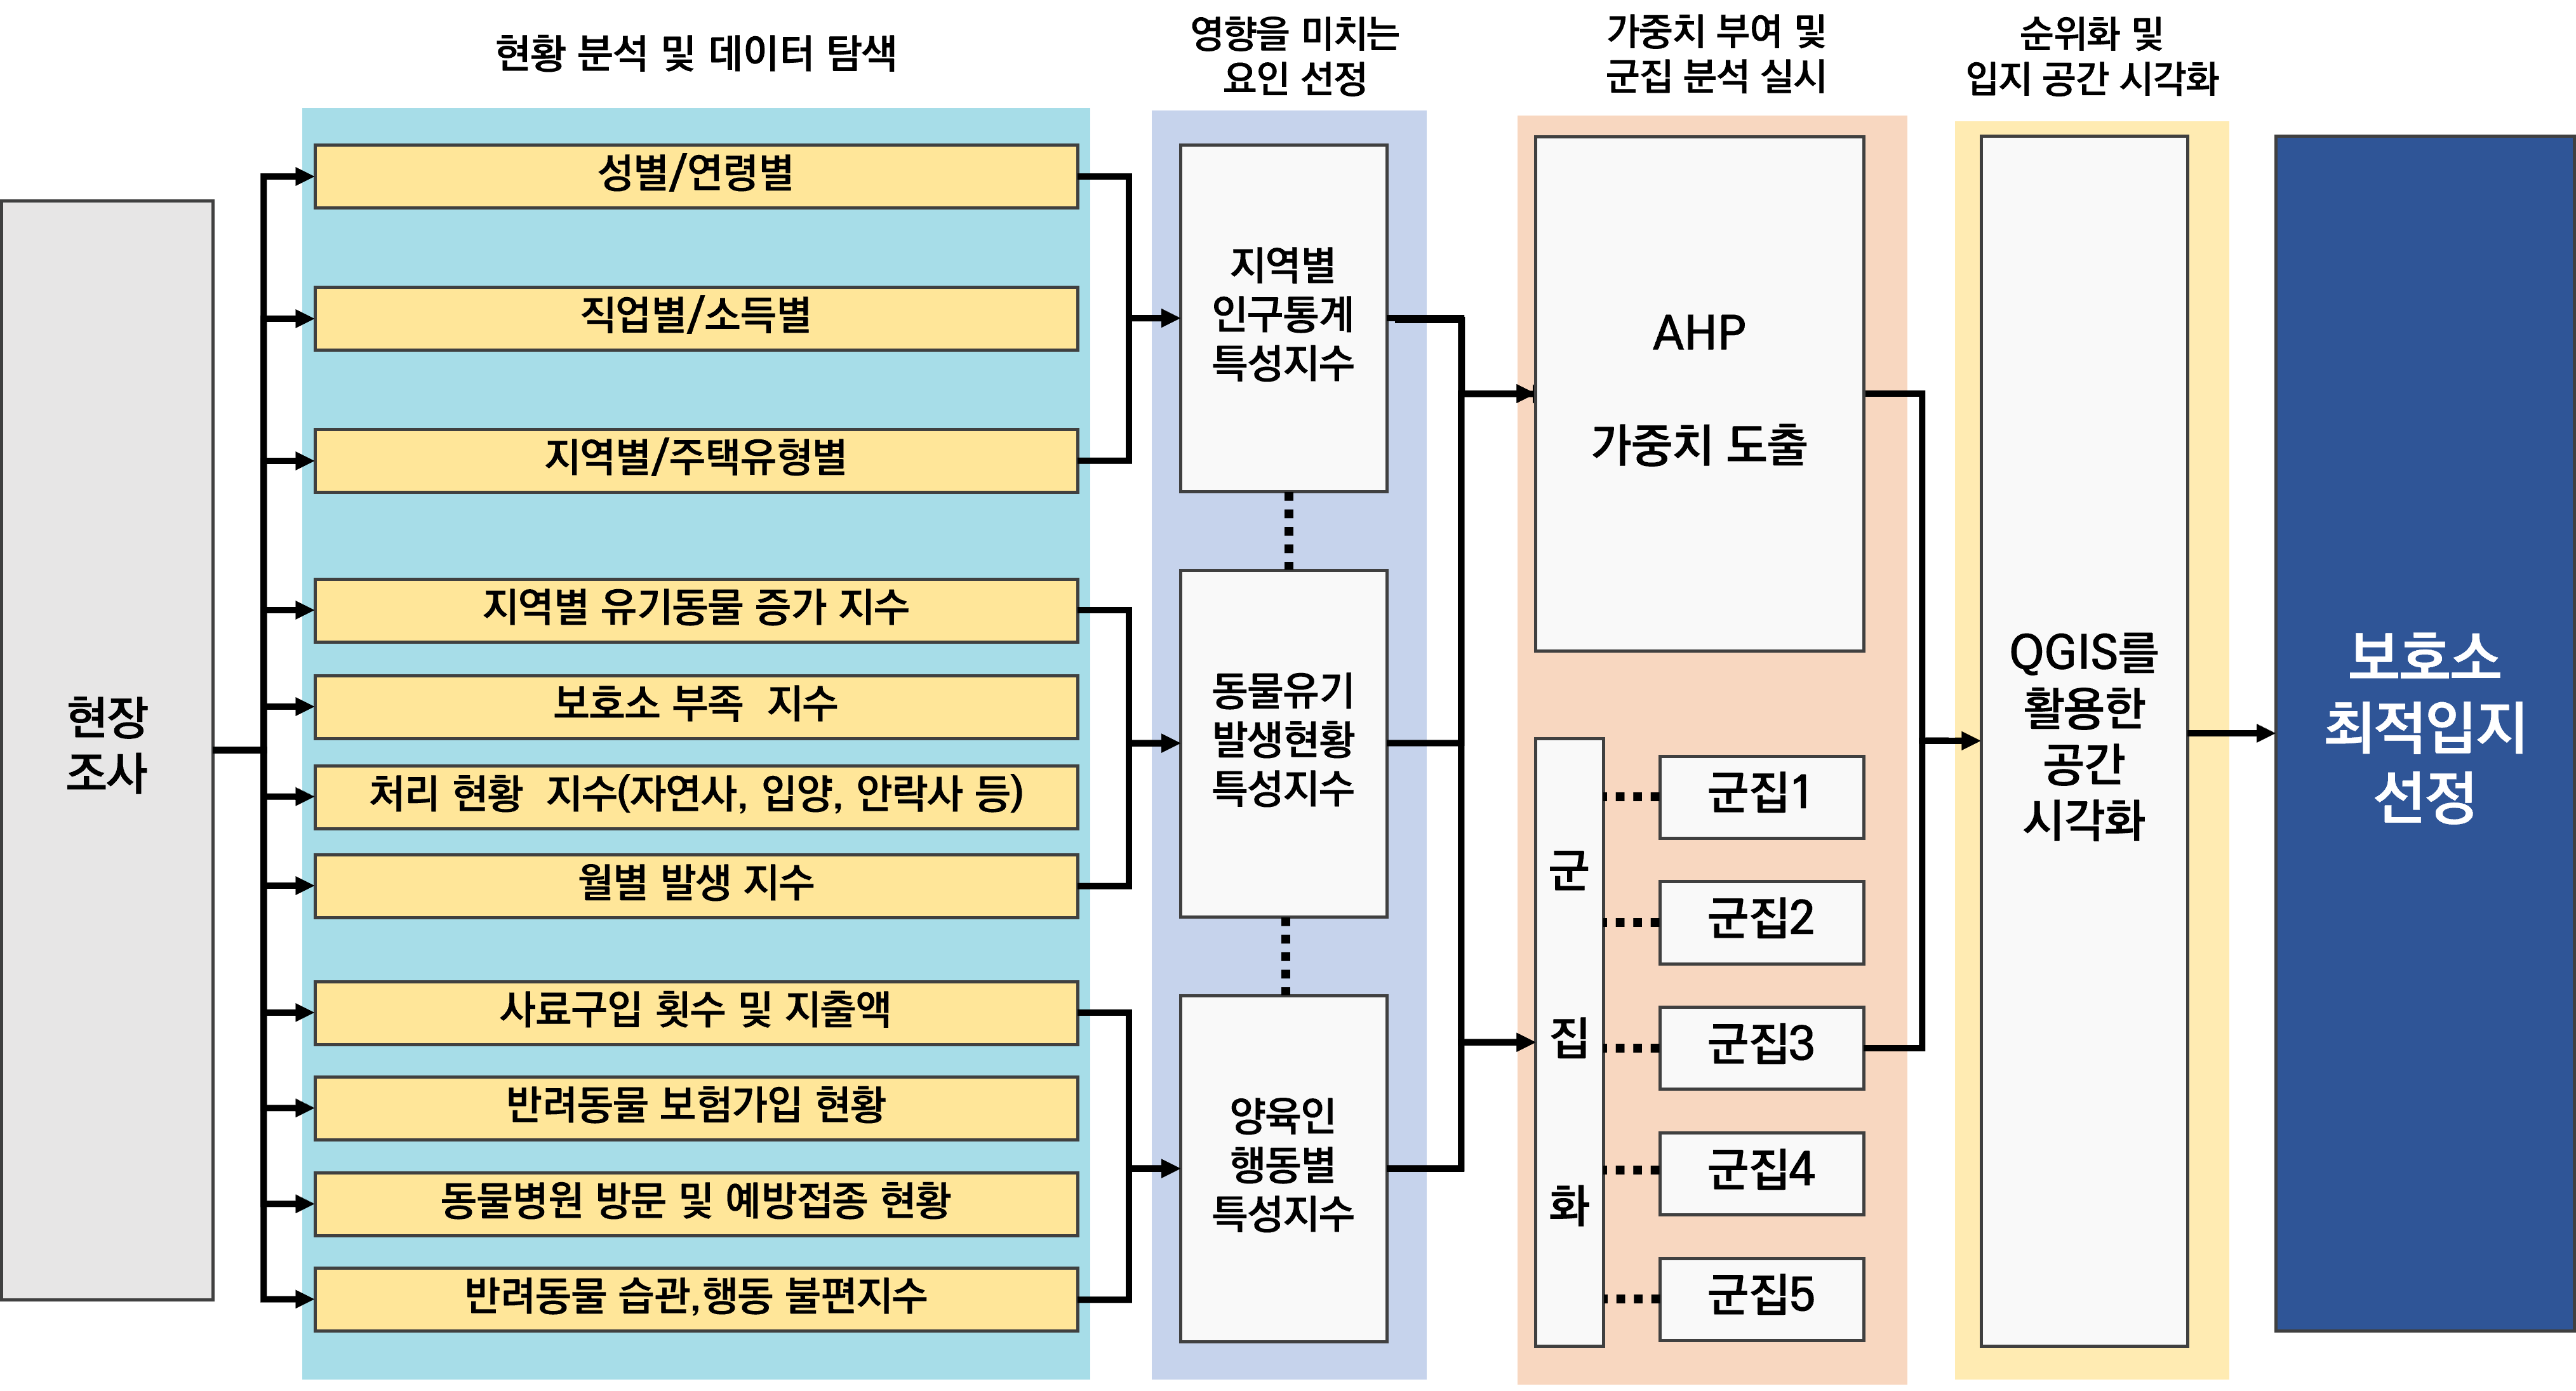 현황 분석 및 데이터 탐색
영향을 미치는
요인 선정
가중치 부여 및
군집 분석 실시
순위화 및
입지 공간 시각화
현장
조사
성별/연령별
직업별/소득별
지역별/주택유형별
지역별 유기동물 증가 지수
보호소 부족 지수
처리 현황 지수(자연사, 입양, 안락사 등)
월별 발생 지수
사료구입 횟수 및 지출액
반려동물 보험가입 현황
동물병원 방문 및 예방접종 현황
반려동물 습관,행동 불편지수
지역별
인구통계
특성지수
동물유기
발생현황
특성지수
양육인
행동별
특성지수
AHP
가중치 도출
군
집
화
군집1
군집2
군집3
군집4
군집5
QGIS를
활용한
공간
시각화
보호소
최적입지
선정